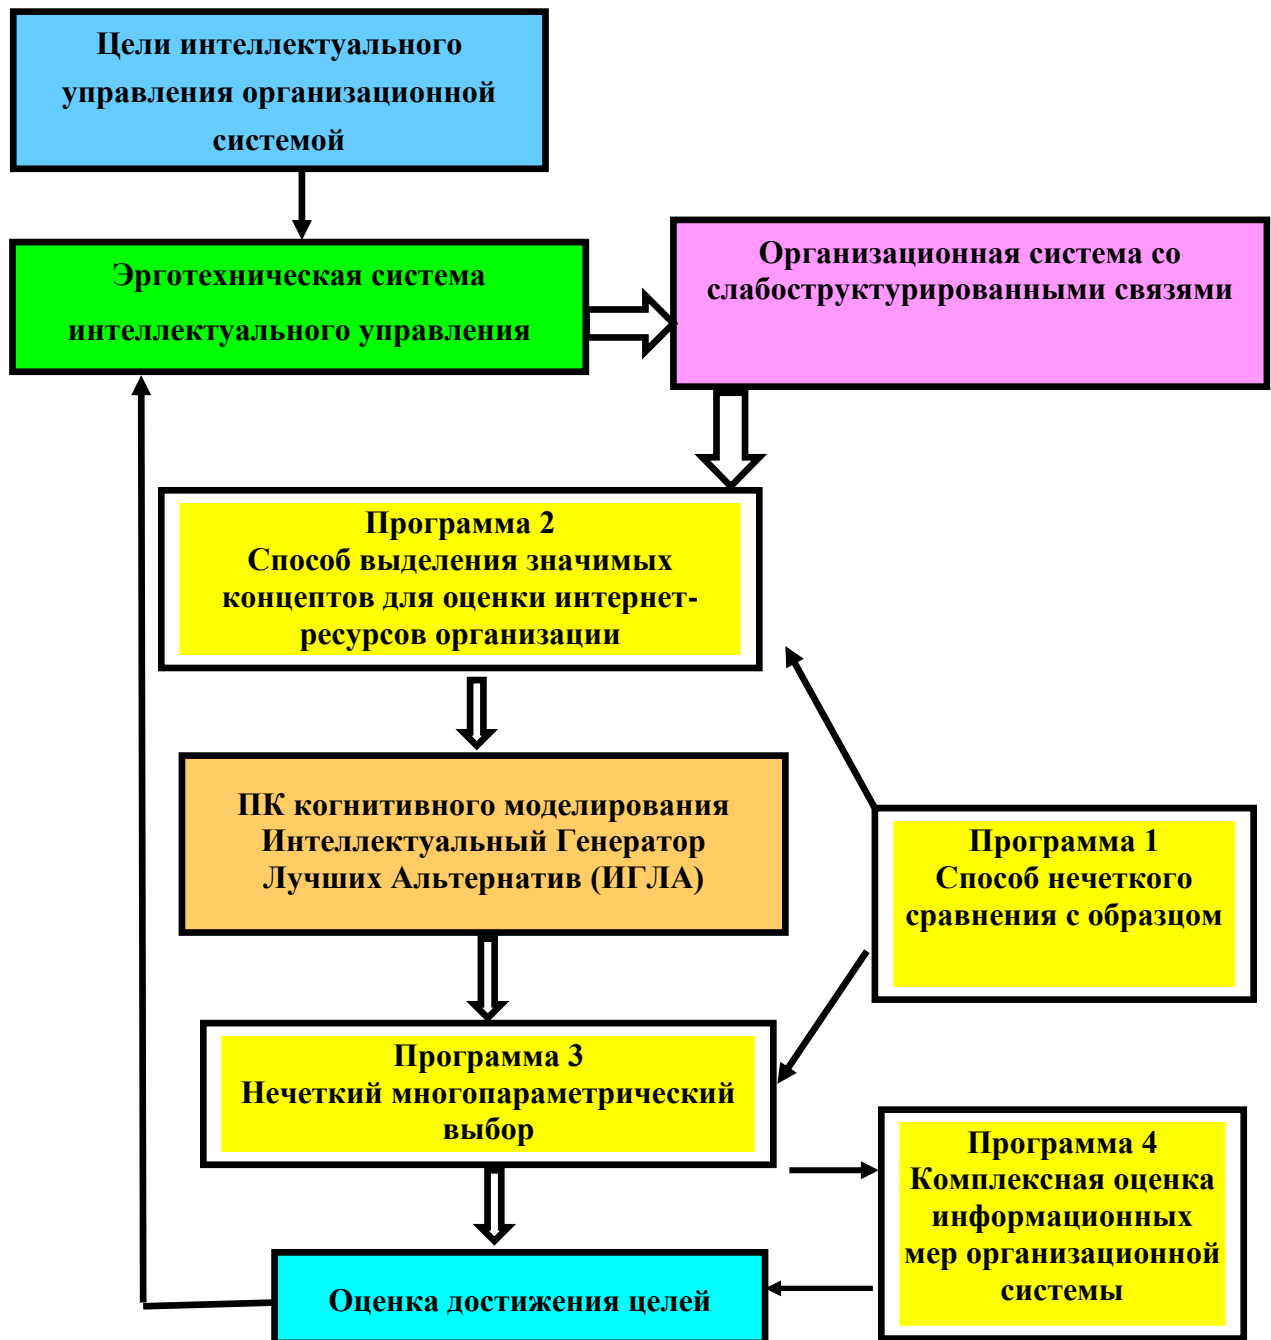 Цели интеллектуального
управления организационной
системой
Эрготехническая система
интеллектуального управления
Организационная система со
слабоструктурированными связями
Программа 2
Способ выделения значимых
концептов для оценки интернет-
ресурсов организации
ПК когнитивного моделирования
Интеллектуальный Генератор
Лучших Альтернатив (ИГЛА)
Программа 1
Способ нечеткого
сравнения с образцом
Программа 3
Нечеткий многопараметрический
выбор
Программа 4
Комплексная оценка
информационных
мер организационной
системы
Оценка достижения целей